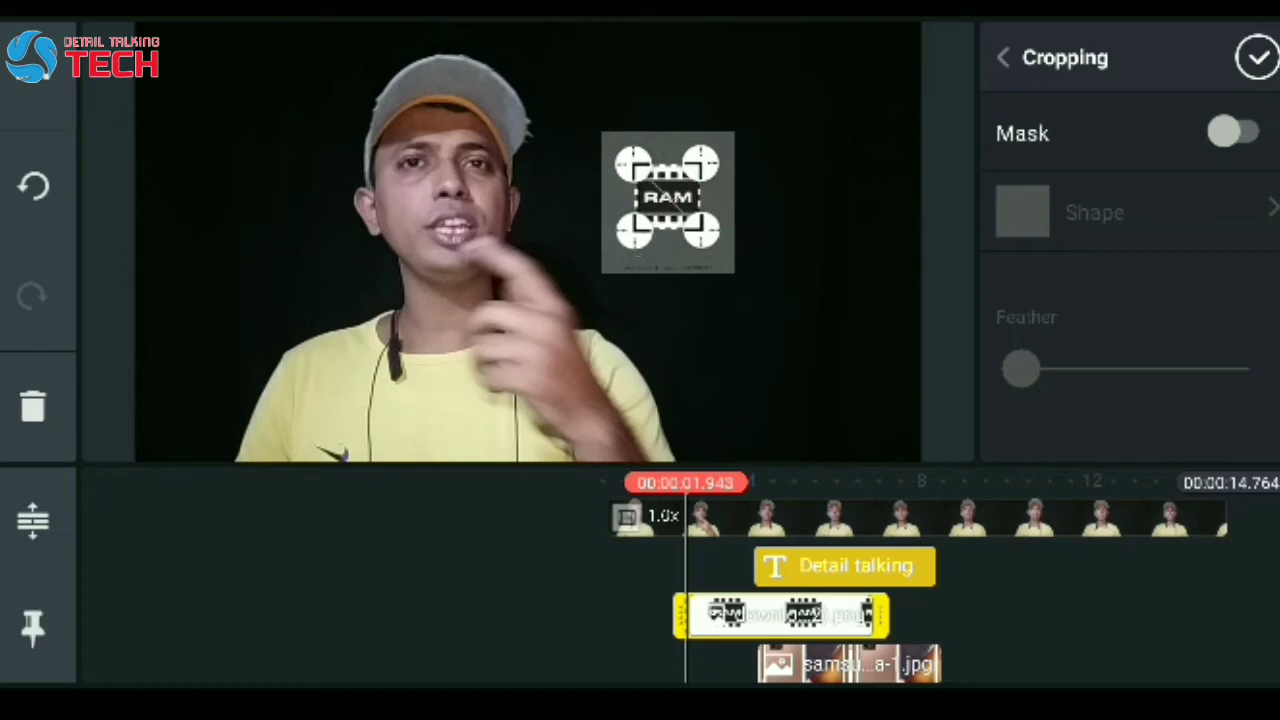 DETAIL TALKING
TECH
Cropping
Mask
Shape
Feather
RAM
00:00:01.943
8
12
00:00:14.764
1.0x
T Detail talking
samsu...a-1.jpg